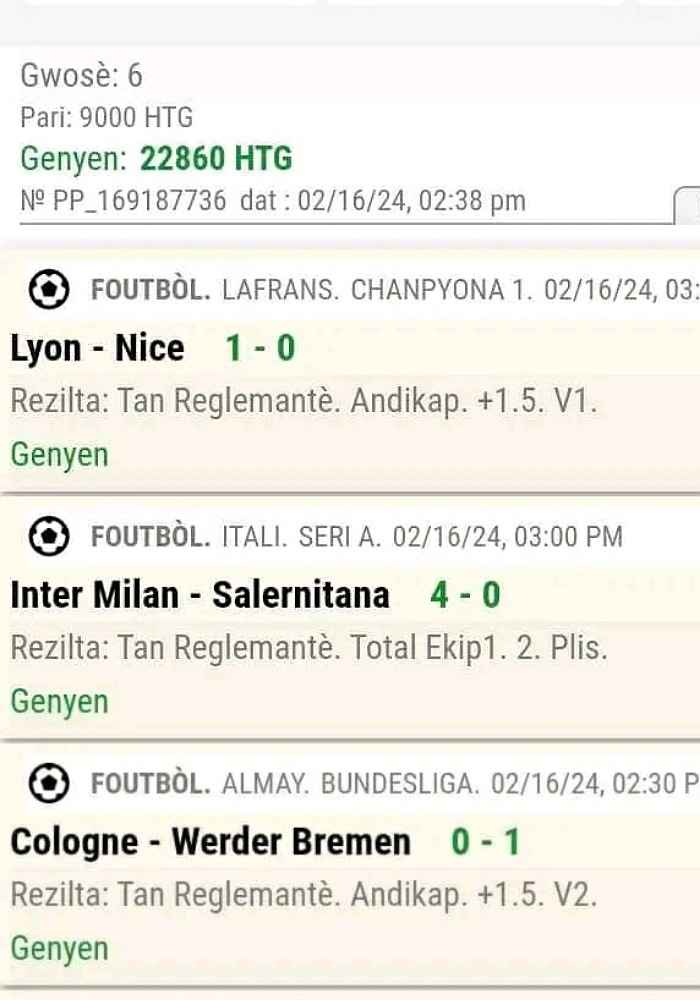 Gwosè: 6
Pari: 9000 HTG
Genyen: 22860 HTG
№ PP_169187736 dat : 02/16/24, 02:38 pm
FOUTBÒL. LAFRANS. CHANPYONA 1. 02/16/24, 03:
Lyon - Nice 1 - 0
Rezilta: Tan Reglemantè. Andikap. +1.5. V1.
Genyen
FOUTBÒL. ITALI. SERI A. 02/16/24, 03:00 PM
Inter Milan - Salernitana 4 - 0
Rezilta: Tan Reglemantè. Total Ekip1. 2. Plis.
Genyen
FOUTBÒL. ALMAY. BUNDESLIGA. 02/16/24, 02:30 P
Cologne - Werder Bremen 0 - 1
Rezilta: Tan Reglemantè. Andikap. +1.5. V2.
Genyen